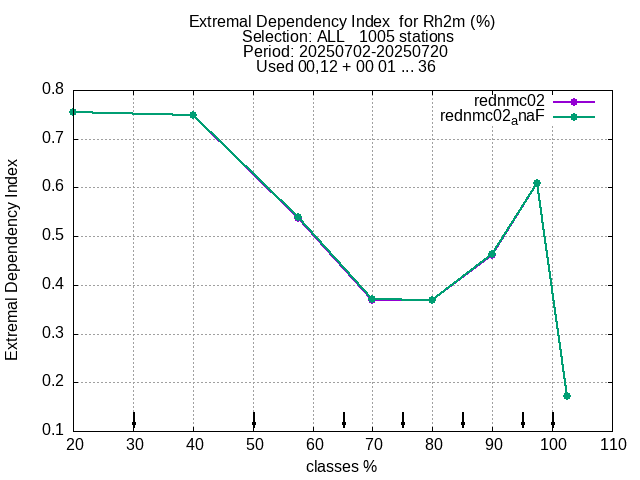 Extremal Dependency Index  for Rh2m (%)
Selection: ALL   1005 stations
Period: 20250702-20250720
Used 00,12 + 00 01 ... 36
rednmc02
rednmc02anaF
Extremal Dependency Index
0.8
0.7
0.6
0.5
0.4
0.3
0.2
0.1
20 30 40 50 60 70 80 90 100 110
classes %